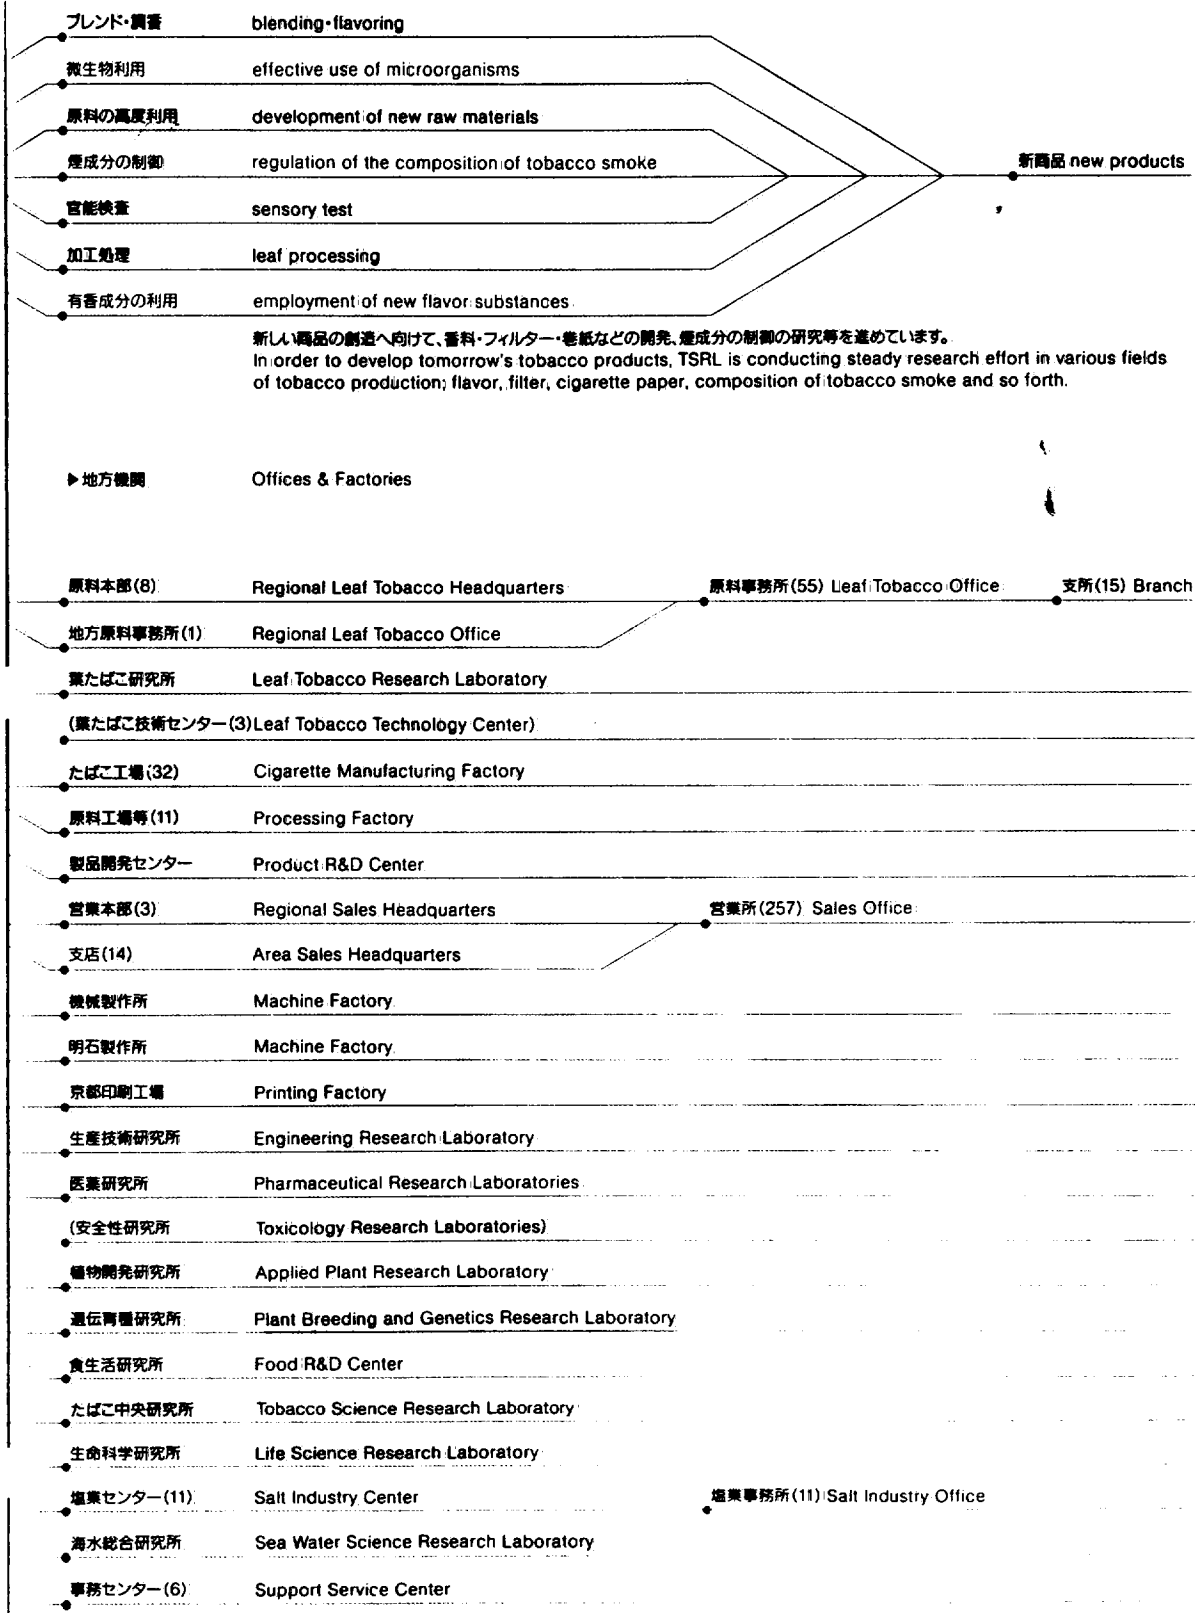 ブレンド・調香 blending·flavoring
微生物利用 effective use of microorganisms
原料の高度利用 development of new raw materials
煙成分の制御 regulation of the composition of tobacco smoke
新商品 new products
官能検査 sensory test
加工処理 leaf processing
有香成分の利用 employment of new flavor substances
新しい商品の創造へ向けて、香料・フィルター・巻紙などの開発、煙成分の制御の研究等を進めています。
In order to develop tomorrow's tobacco products, TSRL is conducting steady research effort in various fields
of tobacco production; flavor, filter, cigarette paper, composition of tobacco smoke and so forth.
▶地方機関 Offices & Factories
原料本部(8) Regional Leaf Tobacco Headquarters 原料事務所(55) Leaf Tobacco Office 支所(15) Branch
地方原料事務所(1) Regional Leaf Tobacco Office
葉たばこ研究所 Leaf Tobacco Research Laboratory
(葉たばこ技術センター(3) Leaf Tobacco Technology Center)
たばこ工場(32) Cigarette Manufacturing Factory
原料工場等(11) Processing Factory
製品開発センター Product R&D Center
営業本部(3) Regional Sales Headquarters 営業所(257) Sales Office
支店(14) Area Sales Headquarters
機械製作所 Machine Factory
明石製作所 Machine Factory
京都印刷工場 Printing Factory
生産技術研究所 Engineering Research Laboratory
医薬研究所 Pharmaceutical Research Laboratories
(安全性研究所 Toxicology Research Laboratories)
植物開発研究所 Applied Plant Research Laboratory
遺伝育種研究所 Plant Breeding and Genetics Research Laboratory
食生活研究所 Food R&D Center
たばこ中央研究所 Tobacco Science Research Laboratory
生命科学研究所 Life Science Research Laboratory
塩業センター(11) Salt Industry Center 塩業事務所(11) Salt Industry Office
海水総合研究所 Sea Water Science Research Laboratory
事務センター(6) Support Service Center